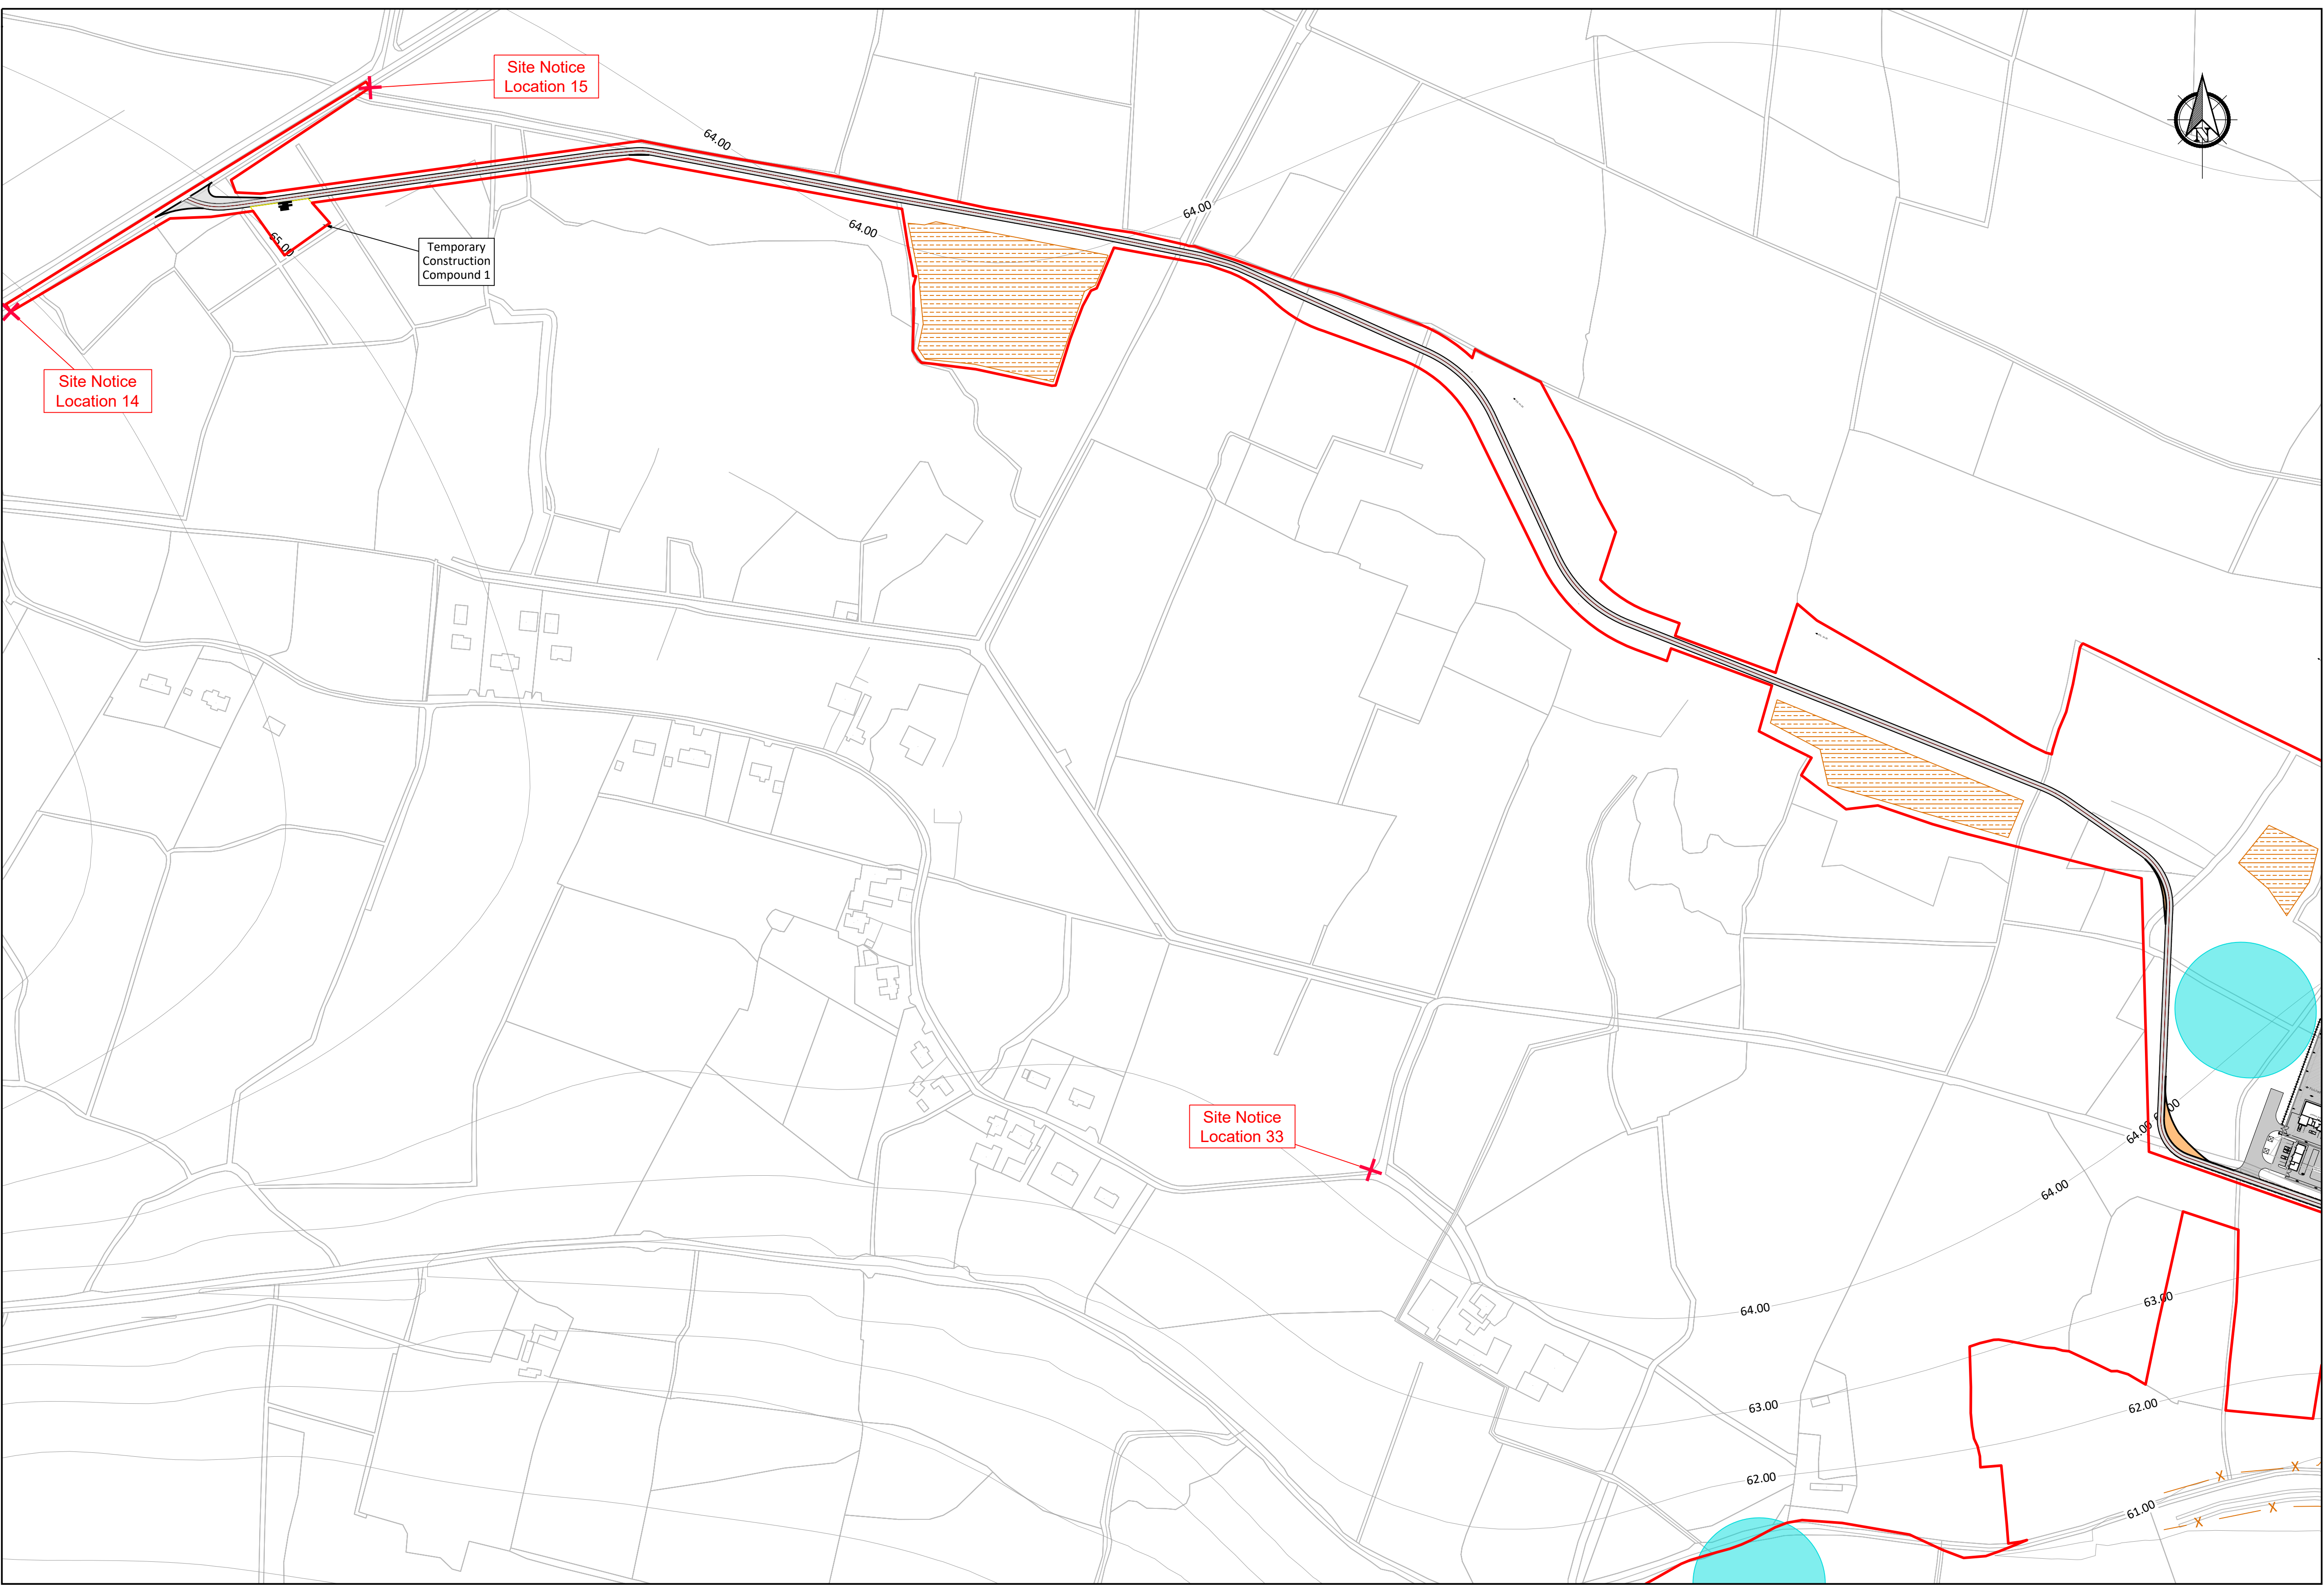 Site Notice
Location 15
N
64.00
64.00
64.00
65.00
Temporary
Construction
Compound 1
Site Notice
Location 14
Site Notice
Location 33
64.00
64.00
64.00
63.00
63.00
62.00
62.00
61.00
X
X
X
X